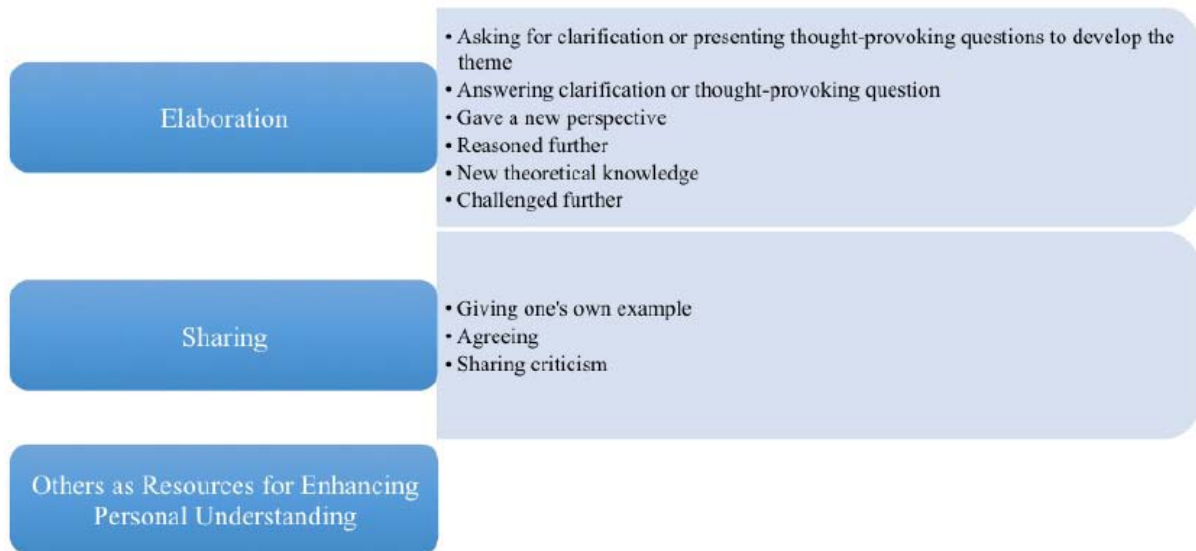 Elaboration
• Asking for clarification or presenting thought-provoking questions to develop the
theme
• Answering clarification or thought-provoking question
• Gave a new perspective
• Reasoned further
• New theoretical knowledge
• Challenged further
Sharing
• Giving one's own example
• Agreeing
• Sharing criticism
Others as Resources for Enhancing
Personal Understanding